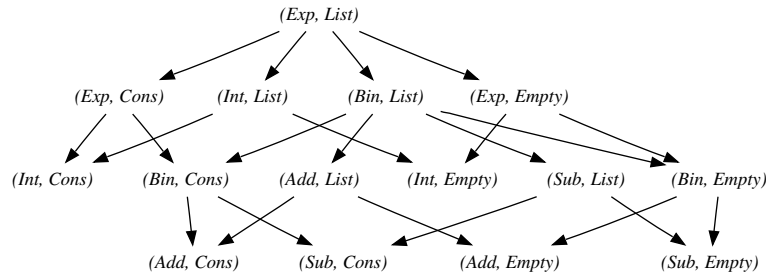 (Exp, List)
(Exp, Cons) (Int, List) (Bin, List) (Exp, Empty)
(Int, Cons) (Bin, Cons) (Add, List) (Int, Empty) (Sub, List) (Bin, Empty)
(Add, Cons) (Sub, Cons) (Add, Empty) (Sub, Empty)